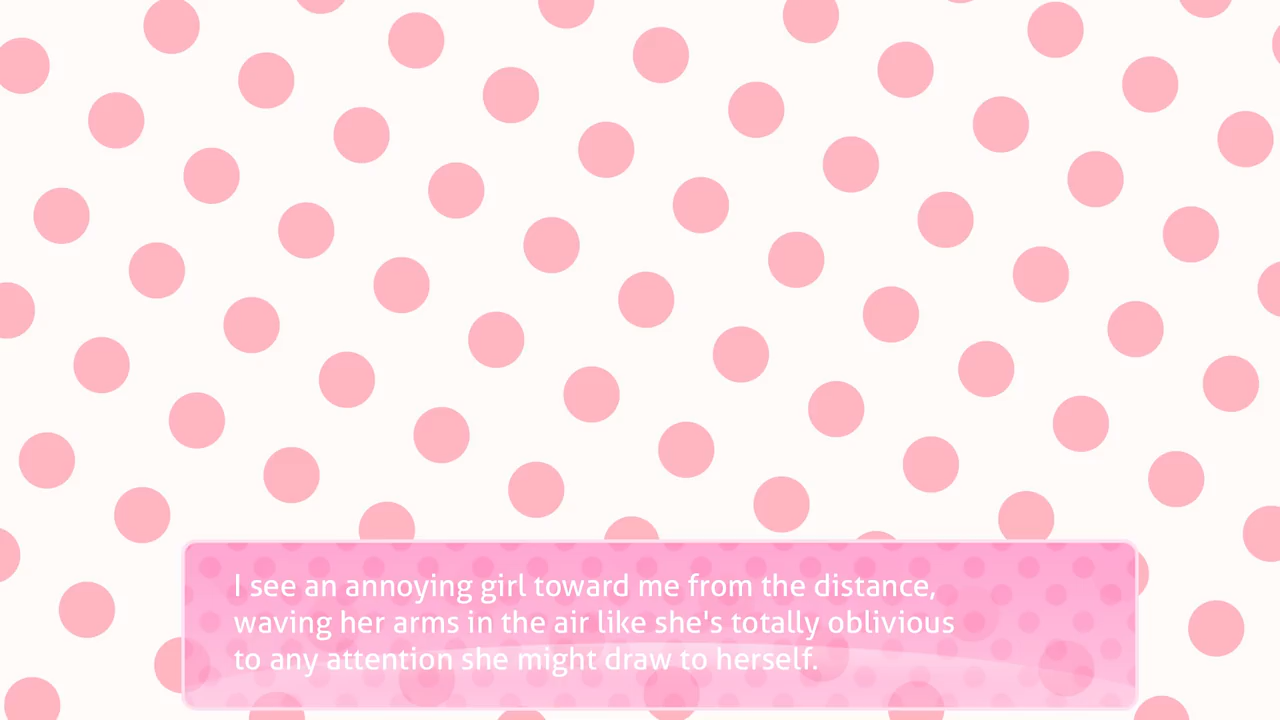 I see an annoying girl toward me from the distance,
waving her arms in the air like she's totally oblivious
to any attention she might draw to herself.